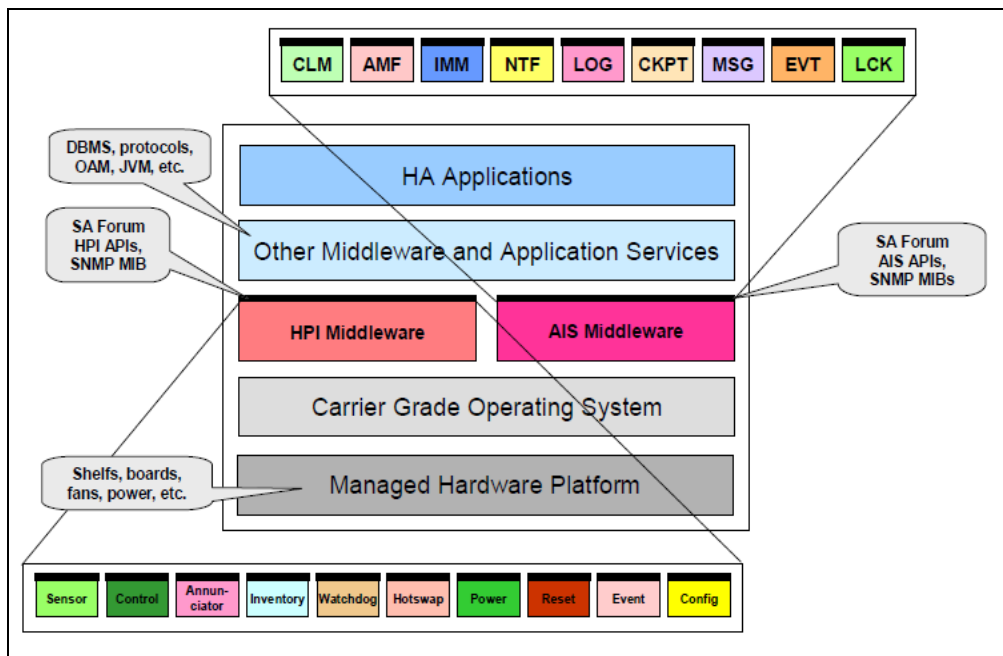 CLM AMF IMM NTF LOG CKPT MSG EVT LCK
DBMS, protocols,
OAM, JVM, etc.
HA Applications
SA Forum
HPI APIs,
SNMP MIB
Other Middleware and Application Services
SA Forum
AIS APIs,
SNMP MIBs
HPI Middleware
AIS Middleware
Carrier Grade Operating System
Shelfs, boards,
fans, power, etc.
Managed Hardware Platform
Sensor Control Annun-
ciator Inventory Watchdog Hotswap Power Reset Event Config